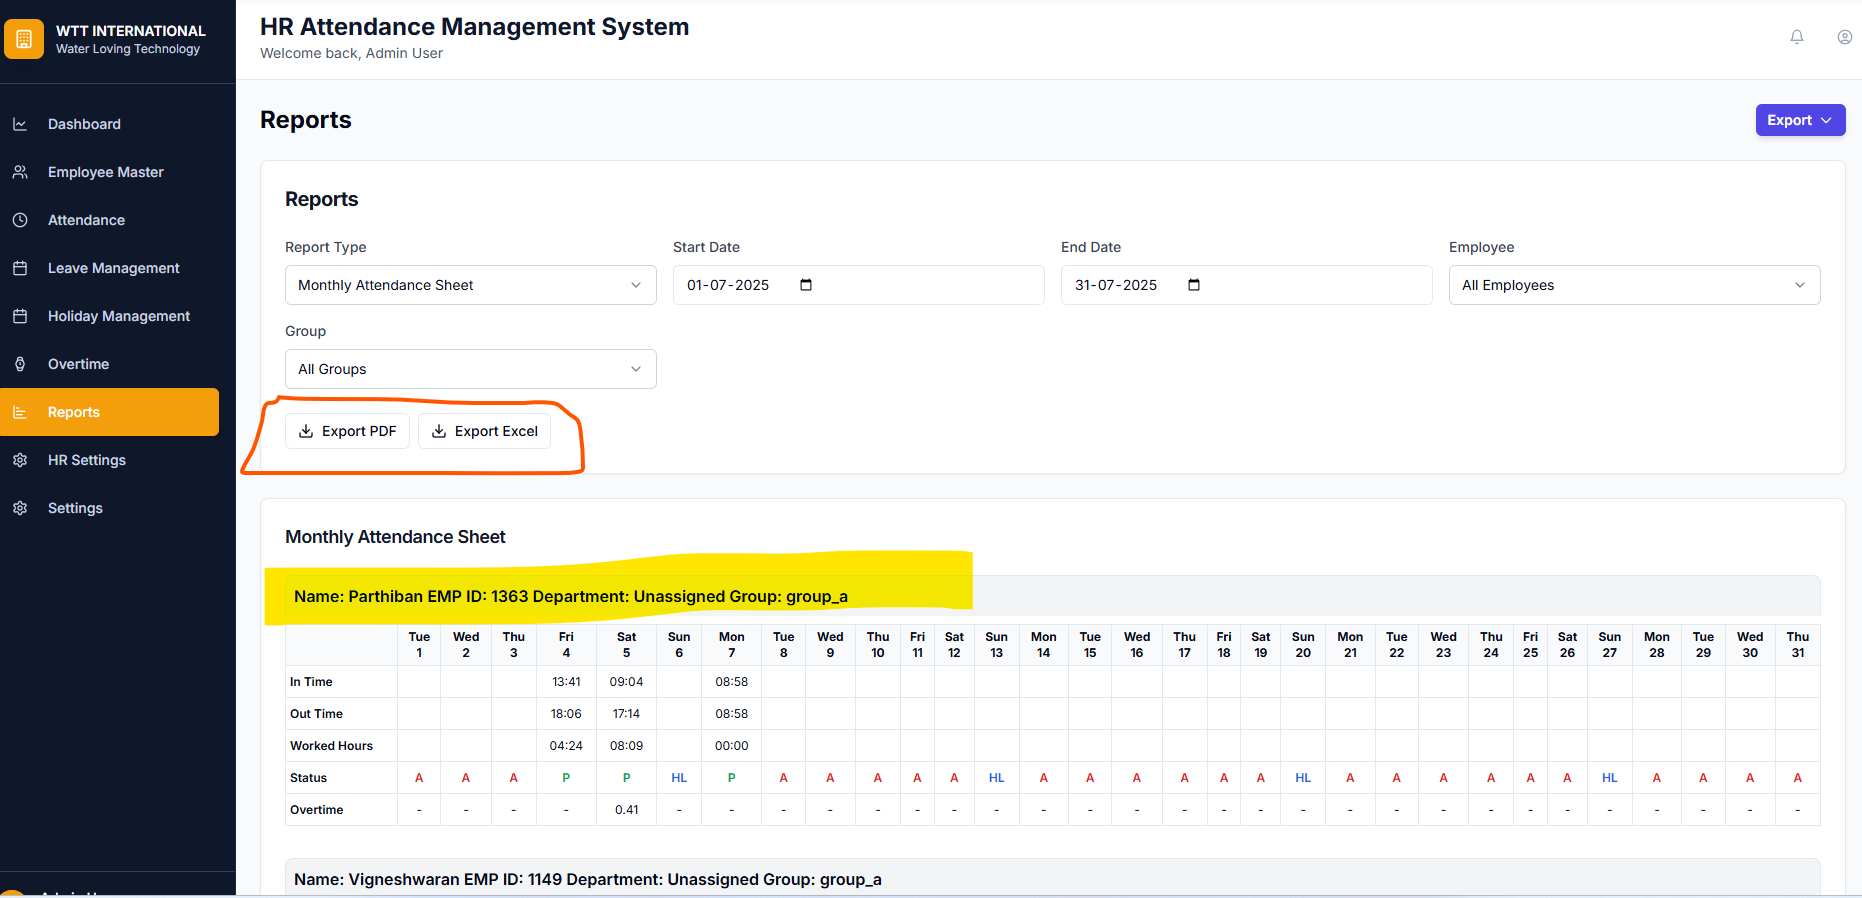 WTT INTERNATIONAL
Water Loving Technology
HR Attendance Management System
Welcome back, Admin User
Dashboard
Employee Master
Attendance
Leave Management
Holiday Management
Overtime
Reports
HR Settings
Settings
Reports
Export
Reports
Report Type
Start Date
End Date
Employee
Monthly Attendance Sheet
01-07-2025
31-07-2025
All Employees
Group
All Groups
Export PDF
Export Excel
Monthly Attendance Sheet
Name: Parthiban EMP ID: 1363 Department: Unassigned Group: group_a
Tue Wed Thu Fri Sat Sun Mon Tue Wed Thu Fri Sat Sun Mon Tue Wed Thu Fri Sat Sun Mon Tue Wed Thu Fri Sat Sun Mon Tue Wed Thu
1 2 3 4 5 6 7 8 9 10 11 12 13 14 15 16 17 18 19 20 21 22 23 24 25 26 27 28 29 30 31
In Time 13:41 09:04 08:58
Out Time 18:06 17:14 08:58
Worked Hours 04:24 08:09 00:00
Status A A A P P HL P A A A A A HL A A A A A A HL A A A A A A HL A A A A
Overtime - - - - 0.41 - - - - - - - - - - - - - - - - - - - - - - - - - -
Name: Vigneshwaran EMP ID: 1149 Department: Unassigned Group: group_a